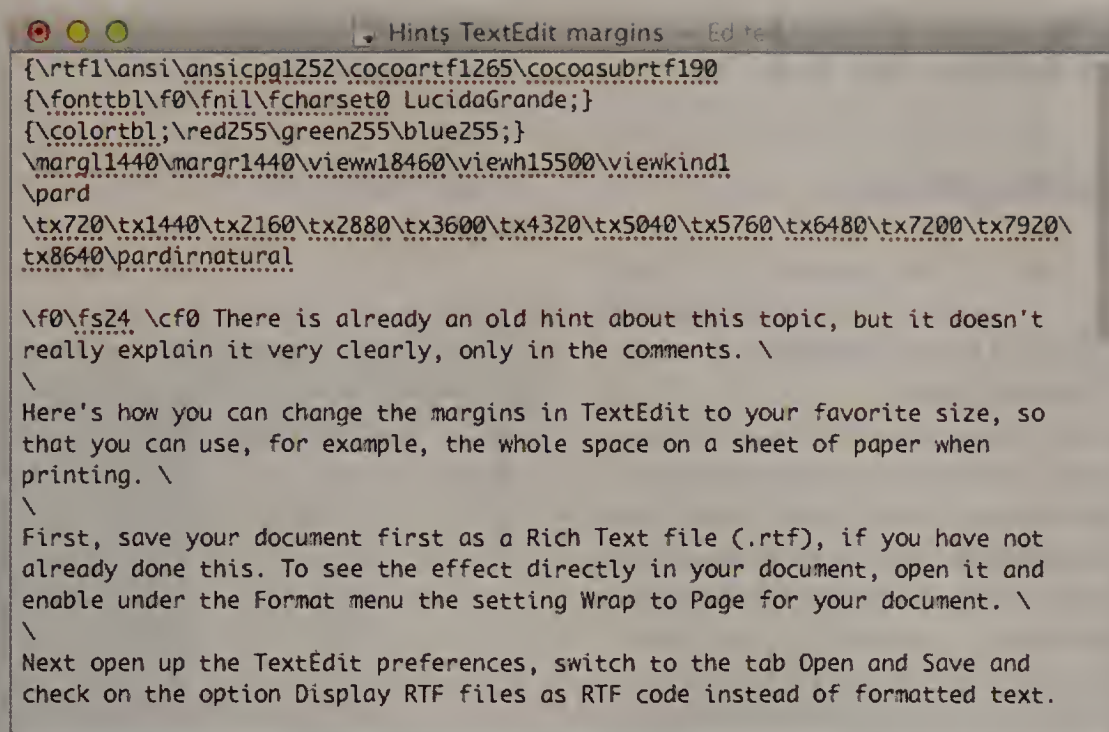 Hints TextEdit margins —
{\rtf1\ansi\ansicpg1252\cocoartf1265\cocoasubrtf190
{\fonttbl\f0\fnil\fcharset0 LucidaGrande;}
{\colortbl;\red255\green255\blue255;}
\margl1440\margr1440\vieww18460\viewh15500\viewkind1
\pard
\tx720\tx1440\tx2160\tx2880\tx3600\tx4320\tx5040\tx5760\tx6480\tx7200\tx7920\
tx8640\pardirnatural
\f0\fs24 \cf0 There is already an old hint about this topic, but it doesn't
really explain it very clearly, only in the comments. \
\
Here's how you can change the margins in TextEdit to your favorite size, so
that you can use, for example, the whole space on a sheet of paper when
printing. \
\
First, save your document first as a Rich Text file (.rtf), if you have not
already done this. To see the effect directly in your document, open it and
enable under the Format menu the setting Wrap to Page for your document. \
\
Next open up the TextEdit preferences, switch to the tab Open and Save and
check on the option Display RTF files as RTF code instead of formatted text.